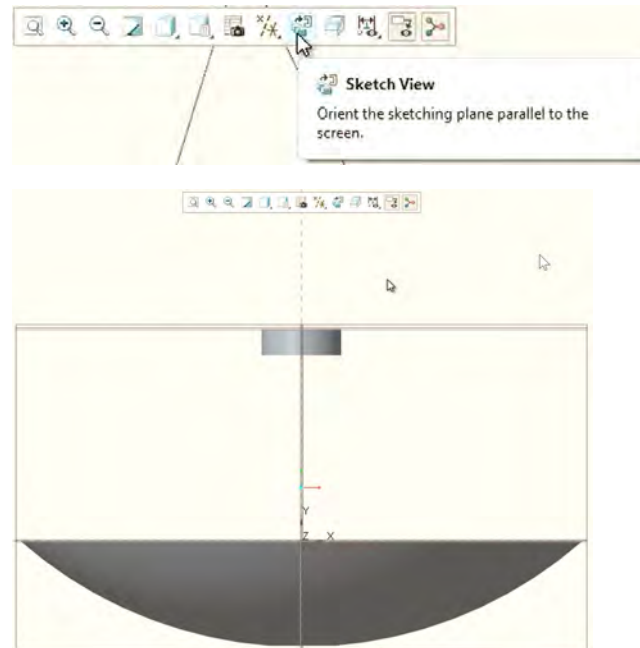 Sketch View
Orient the sketching plane parallel to the
screen.
Y
Z X